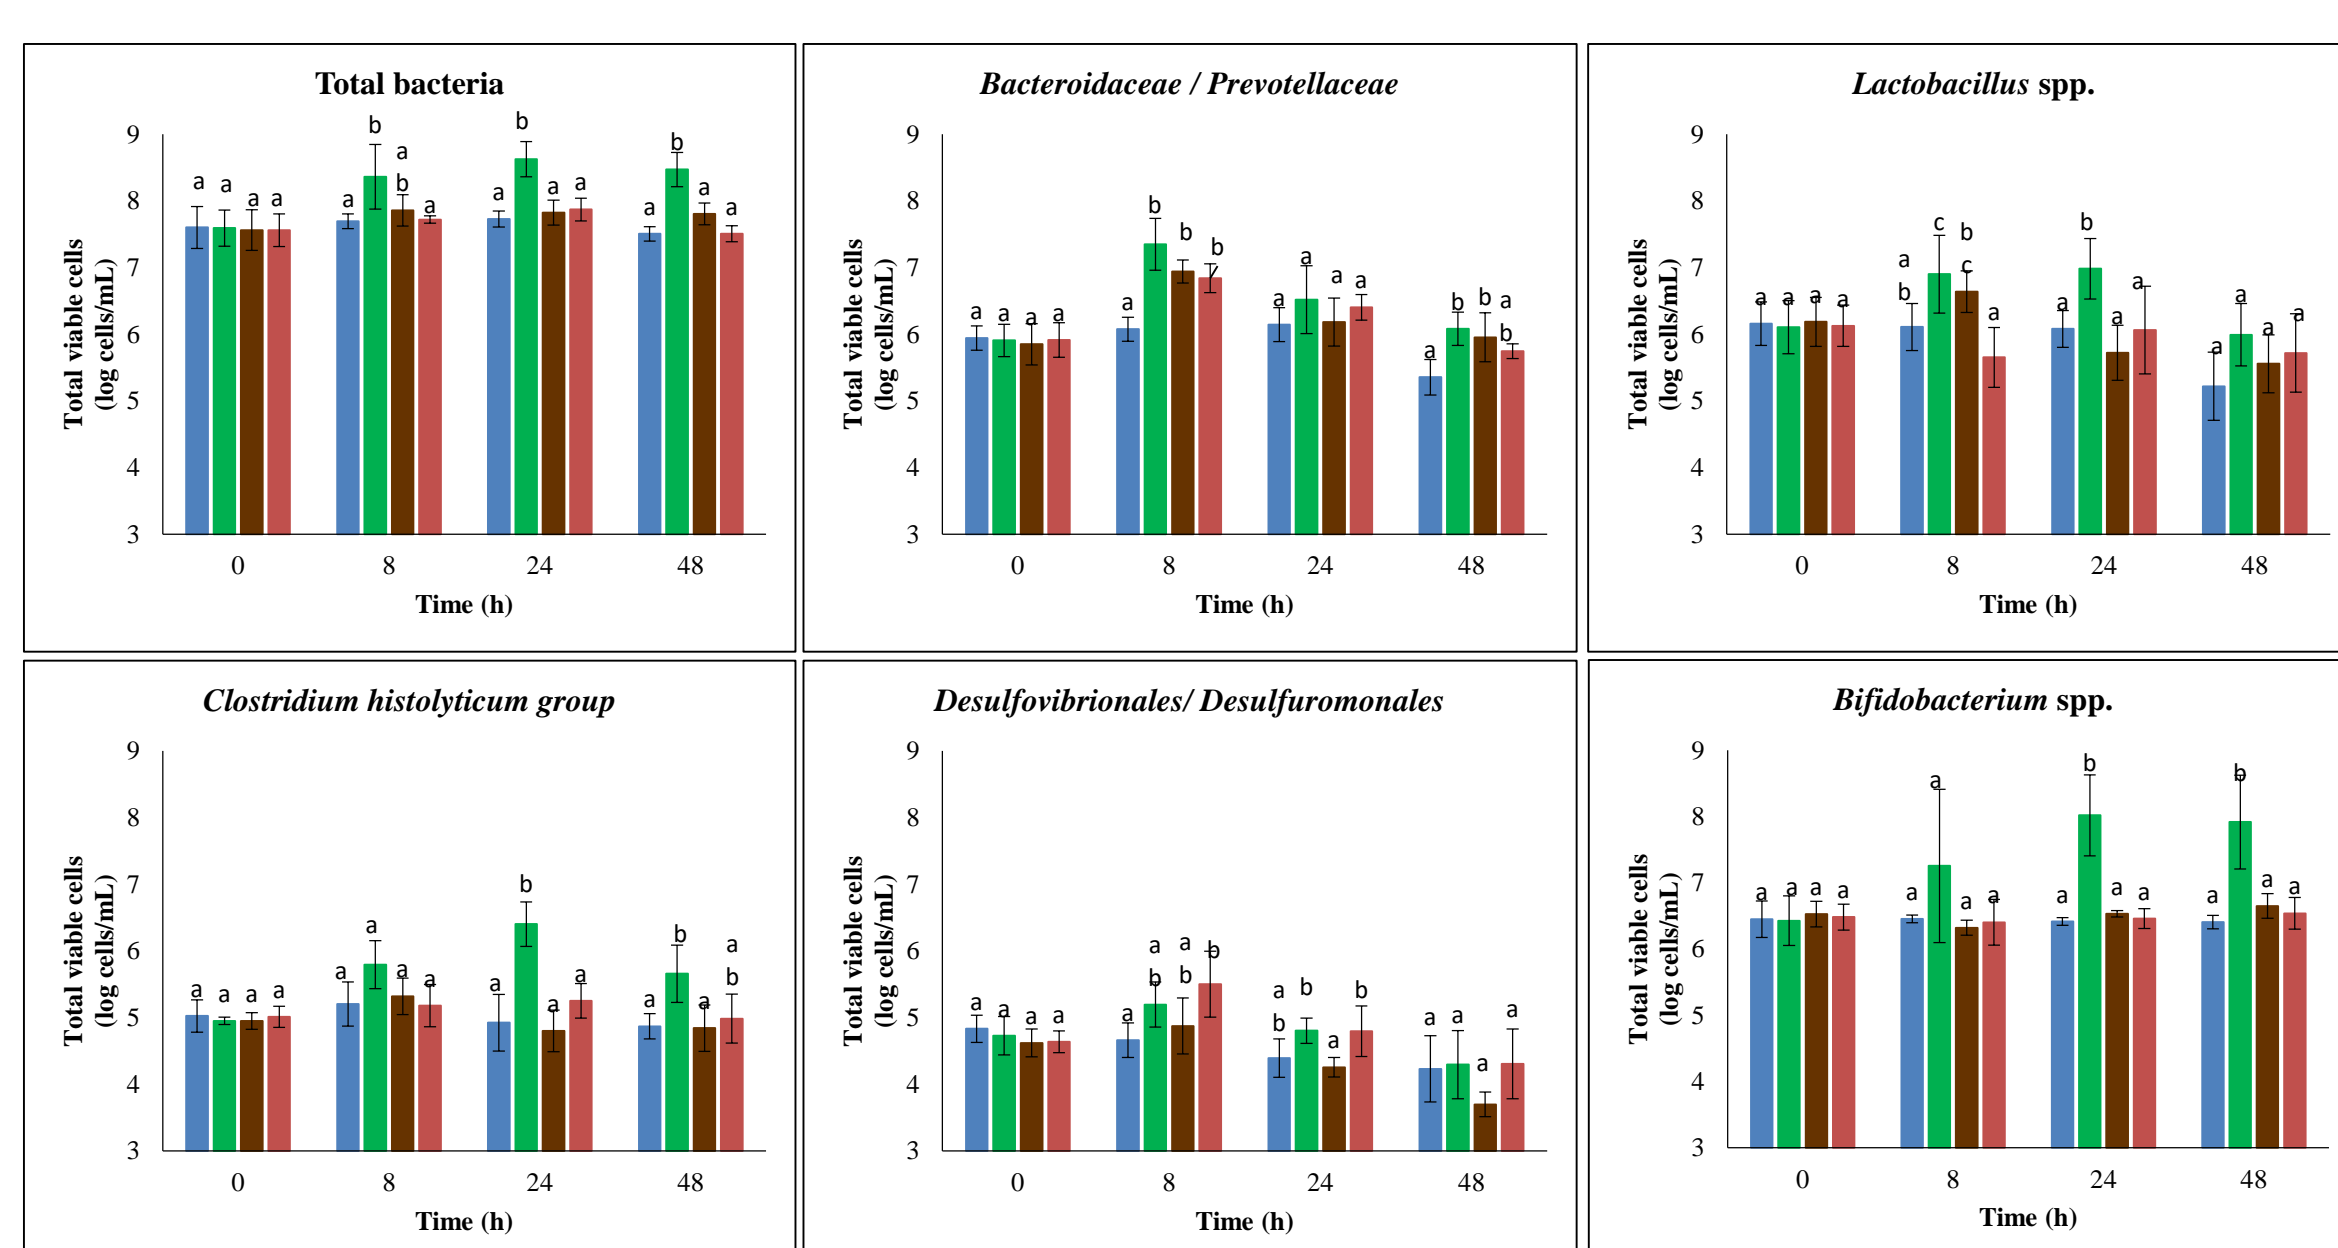 Total bacteria
Total viable cells
(log cells/mL)
9
8
7
6
5
4
3
a a a a
a b a b a
a b a a
a b a a
0 8 24 48
Time (h)
Bacteroidaceae / Prevotellaceae
Total viable cells
(log cells/mL)
9
8
7
6
5
4
3
a a a a
a b b b
a a a a
a b b a b
0 8 24 48
Time (h)
Lactobacillus spp.
Total viable cells
(log cells/mL)
9
8
7
6
5
4
3
a a a a
a b c b c a
a b a a
a a a a
0 8 24 48
Time (h)
Clostridium histolyticum group
Total viable cells
(log cells/mL)
9
8
7
6
5
4
3
a a a a
a a a a
a b a a
a b a a b
0 8 24 48
Time (h)
Desulfovibrionales/ Desulfuromonales
Total viable cells
(log cells/mL)
9
8
7
6
5
4
3
a a a a
a a b a b b
a b b a b
a a a a
0 8 24 48
Time (h)
Bifidobacterium spp.
Total viable cells
(log cells/mL)
9
8
7
6
5
4
3
a a a a
a a a a
a b a a
a b a a
0 8 24 48
Time (h)